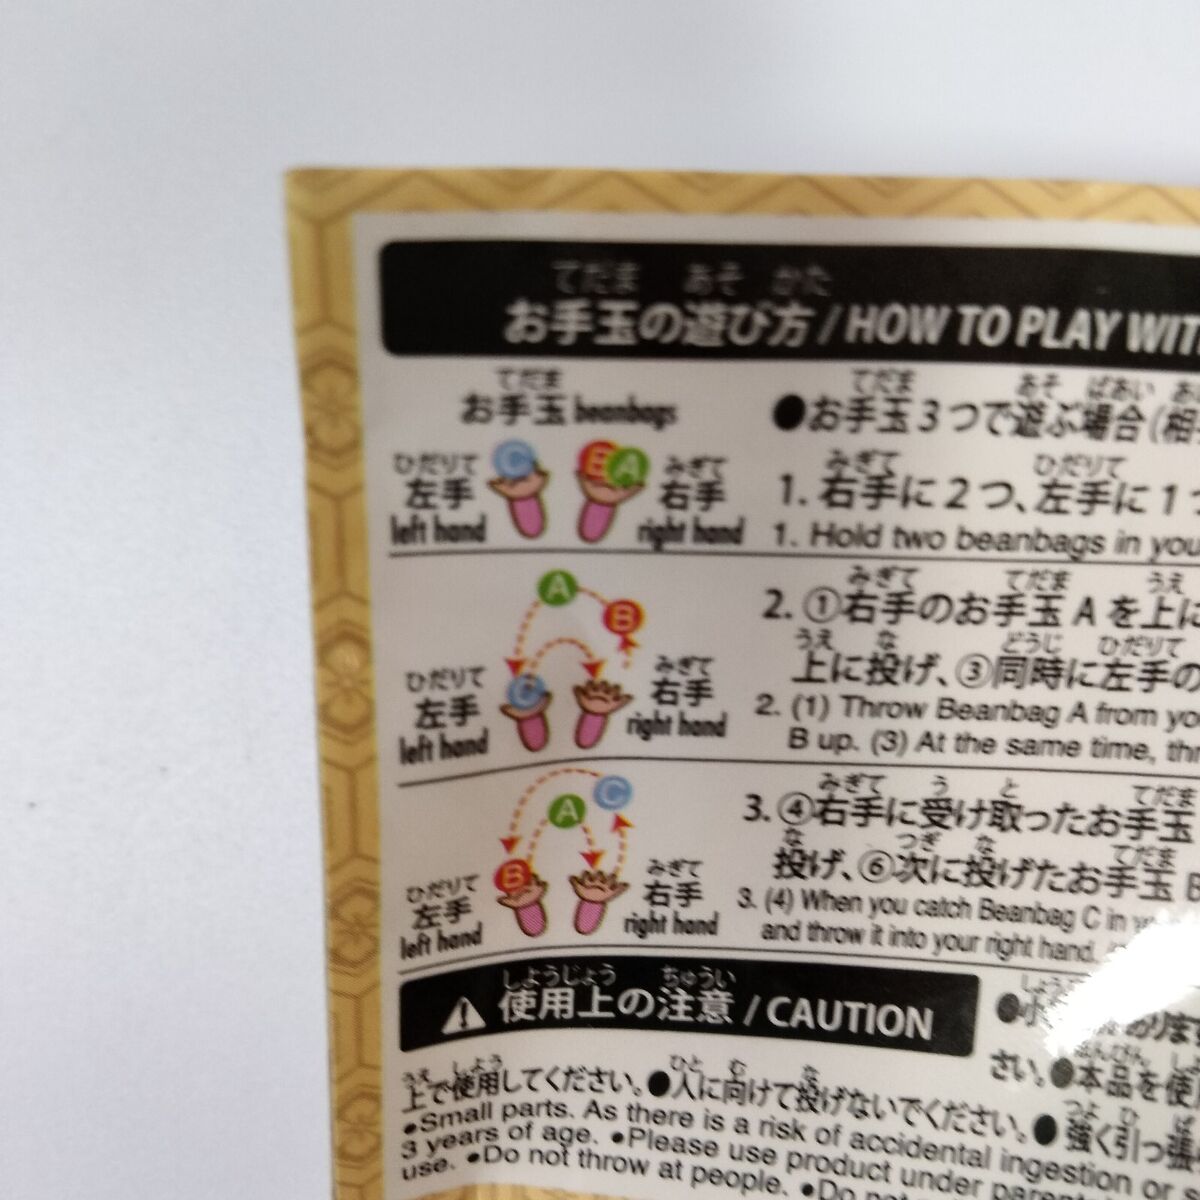 てだま あそ かた
お手玉の遊び方 / HOW TO PLAY WITH
てだま
お手玉 beanbags
C B A
ひだりて
左手
left hand
みぎて
右手
right hand
てだま あそ ばあい
●お手玉3つで遊ぶ場合(相
みぎて ひだりて
1. 右手に2つ、左手に1
1. Hold two beanbags in you
A
B
C
ひだりて
左手
left hand
みぎて
右手
right hand
みぎて てだま うえ
2. ①右手のお手玉Aを上に
うえ な どうじ ひだりて
上に投げ、③同時に左手の
2. (1) Throw Beanbag A from yo
B up. (3) At the same time, thr
C
A
B
ひだりて
左手
left hand
みぎて
右手
right hand
みぎて う と てだま
3. ④右手に受け取ったお手玉
な つぎ な てだま
投げ、⑥次に投げたお手玉
3. (4) When you catch Beanbag C in
and throw it into your right hand.
しようじょう ちゅうい
使用上の注意 / CAUTION
さい。●本品を使
うえ しよう ひと む な
上で使用してください。●人に向けて投げないでください。●強く引っ張
●Small parts. As there is a risk of accidental ingestion or
3 years of age. ●Please use product under
use. ●Do not throw at people. ●Do